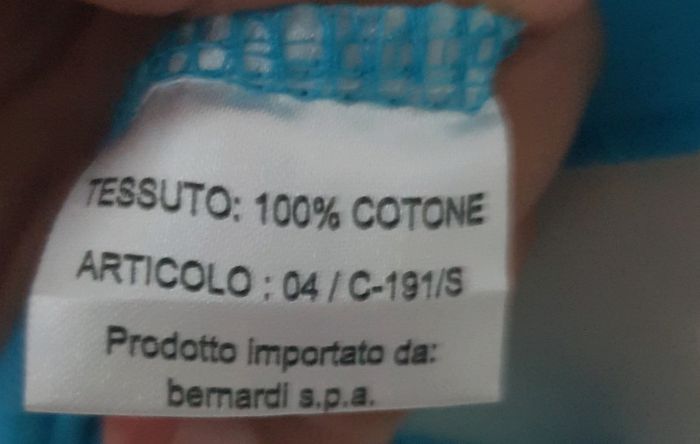 TESSUTO: 100% COTONE
ARTICOLO : 04 / C-191/S
Prodotto importato da:
bernardi s.p.a.